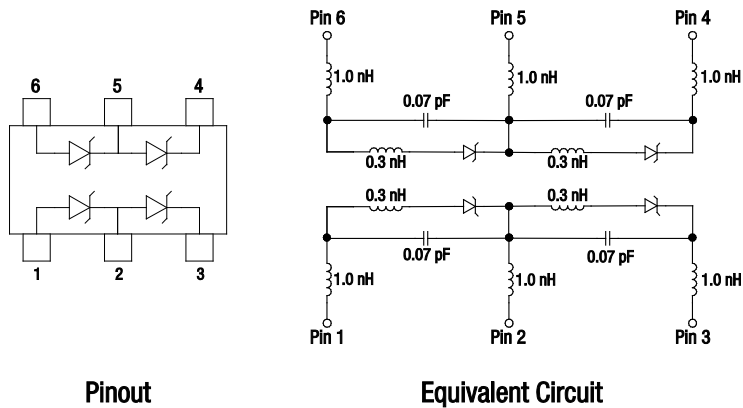 6 5 4
1 2 3
Pinout
Pin 6 Pin 5 Pin 4
1.0 nH 1.0 nH 1.0 nH
0.07 pF 0.07 pF
0.3 nH 0.3 nH
0.3 nH 0.3 nH
0.07 pF 0.07 pF
1.0 nH 1.0 nH 1.0 nH
Pin 1 Pin 2 Pin 3
Equivalent Circuit